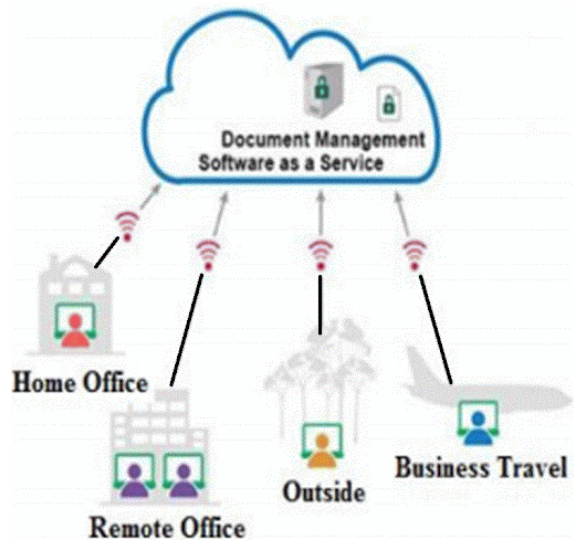 Document Management
Software as a Service
Home Office
Remote Office
Outside
Business Travel